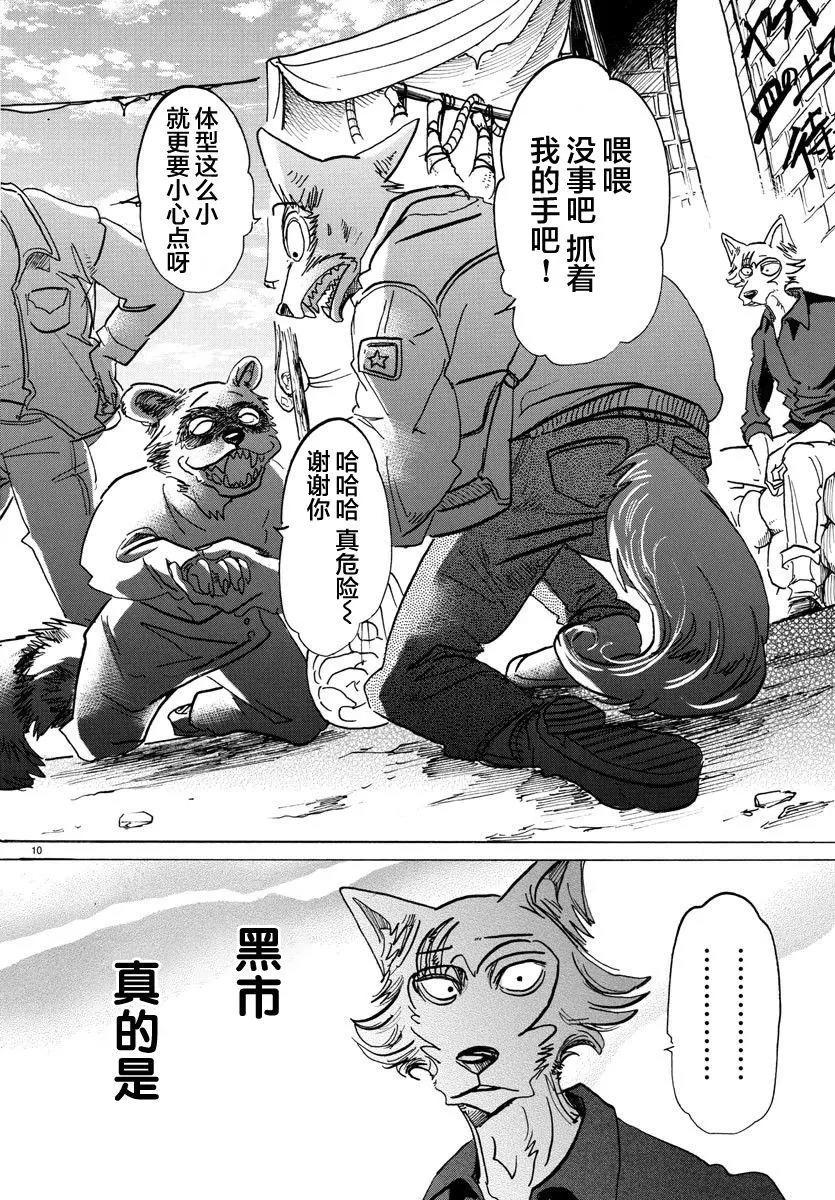 喂喂
没事吧 抓着
我的手吧！
体型这么小
就更要小心点呀
哈哈哈 真危险～
谢谢你
10
…………
黑市
真的是